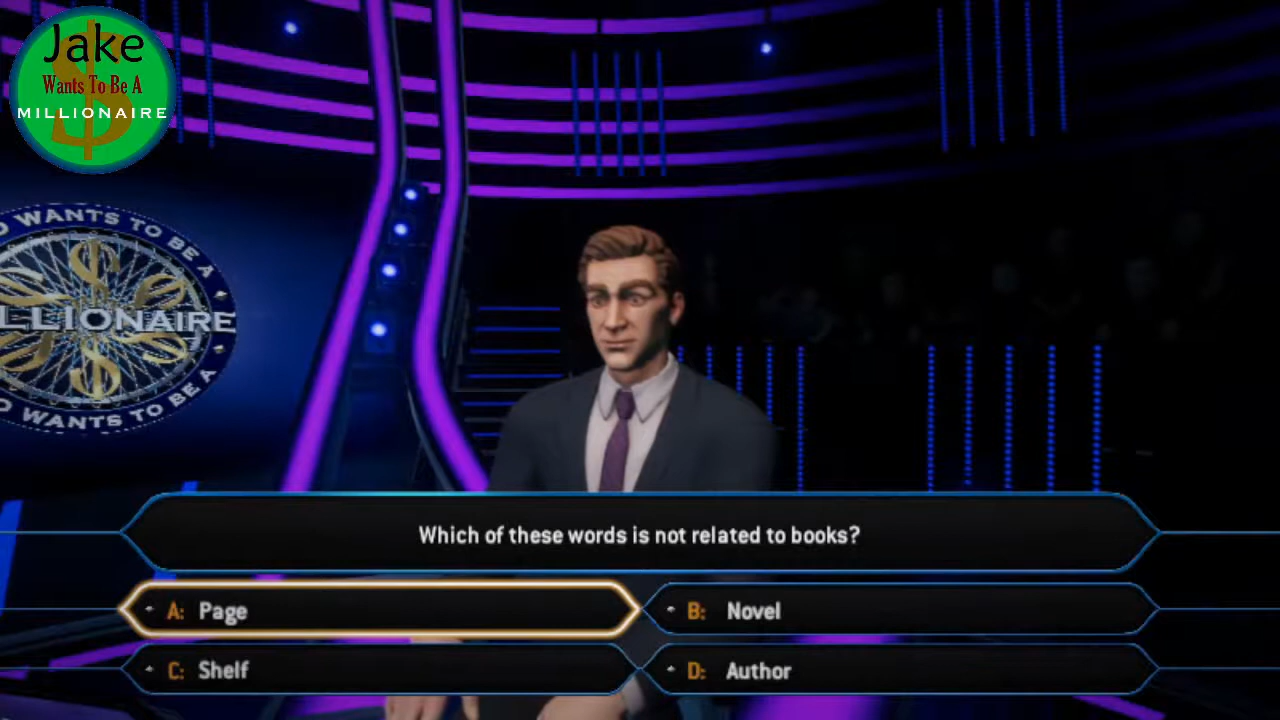 Jake
Wants To Be A
MILLIONAIRE
WANTS TO BE A
LLIONAIRE
WANTS TO BE A
Which of these words is not related to books?
A: Page
B: Novel
C: Shelf
D: Author